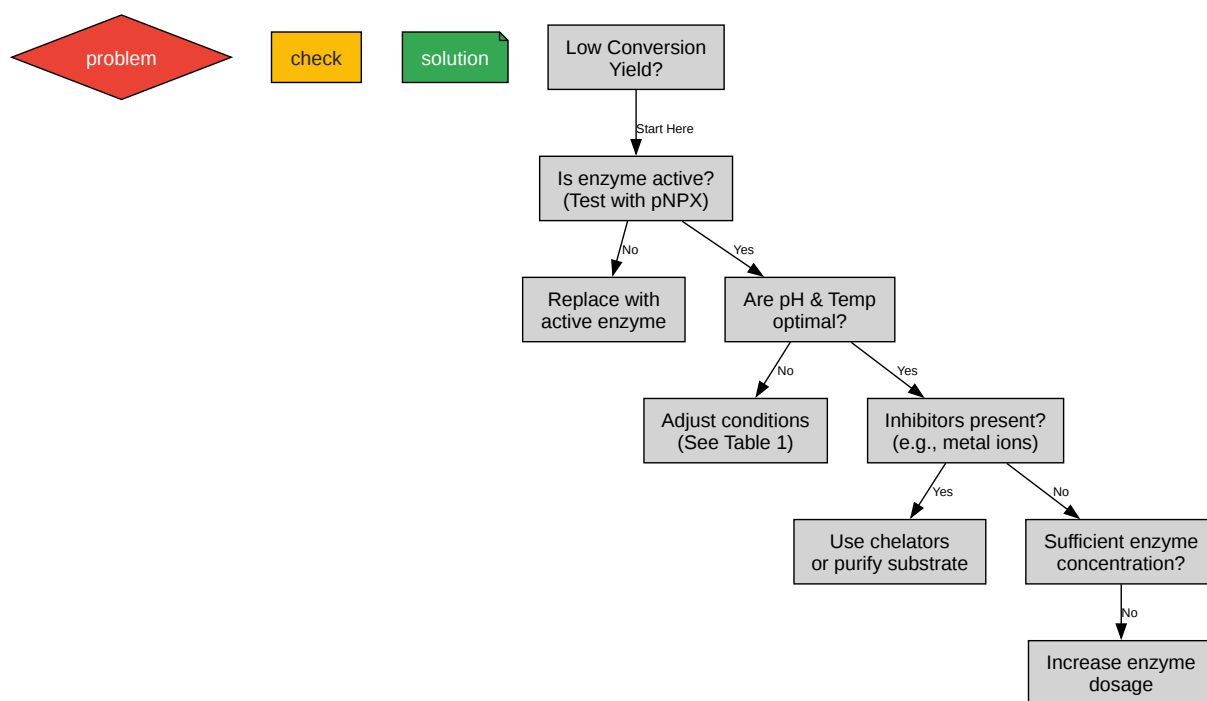 problem
check
solution
Low Conversion
Yield?
Start Here
Is enzyme active?
(Test with pNPX)
No
Yes
Replace with
active enzyme
Are pH & Temp
optimal?
No
Yes
Adjust conditions
(See Table 1)
Inhibitors present?
(e.g., metal ions)
Yes
No
Use chelators
or purify substrate
Sufficient enzyme
concentration?
No
Increase enzyme
dosage